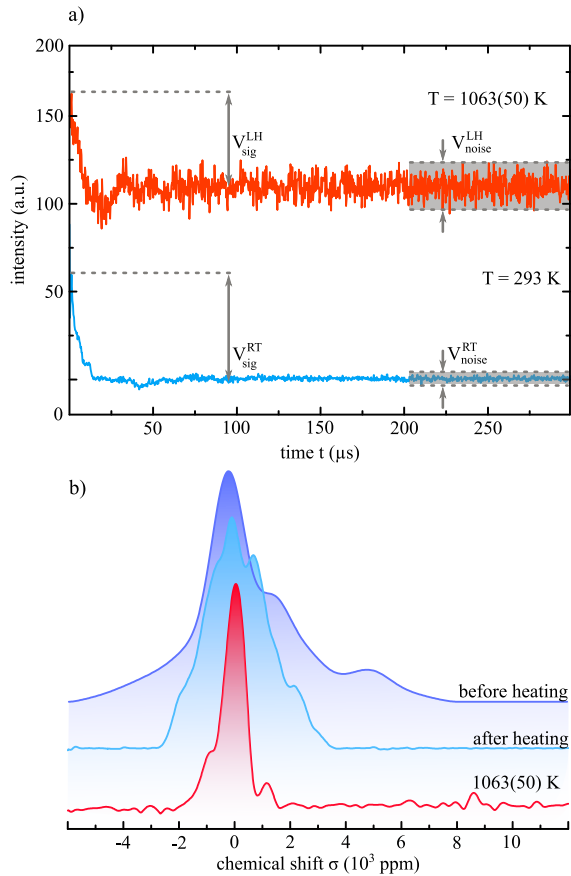 a)
200
150
100
50
0
intensity (a.u.)
T = 1063(50) K
V_sig^LH
V_noise^LH
T = 293 K
V_sig^RT
V_noise^RT
50 100 150 200 250
time t (µs)
b)
before heating
after heating
1063(50) K
-4 -2 0 2 4 6 8 10
chemical shift σ (10³ ppm)